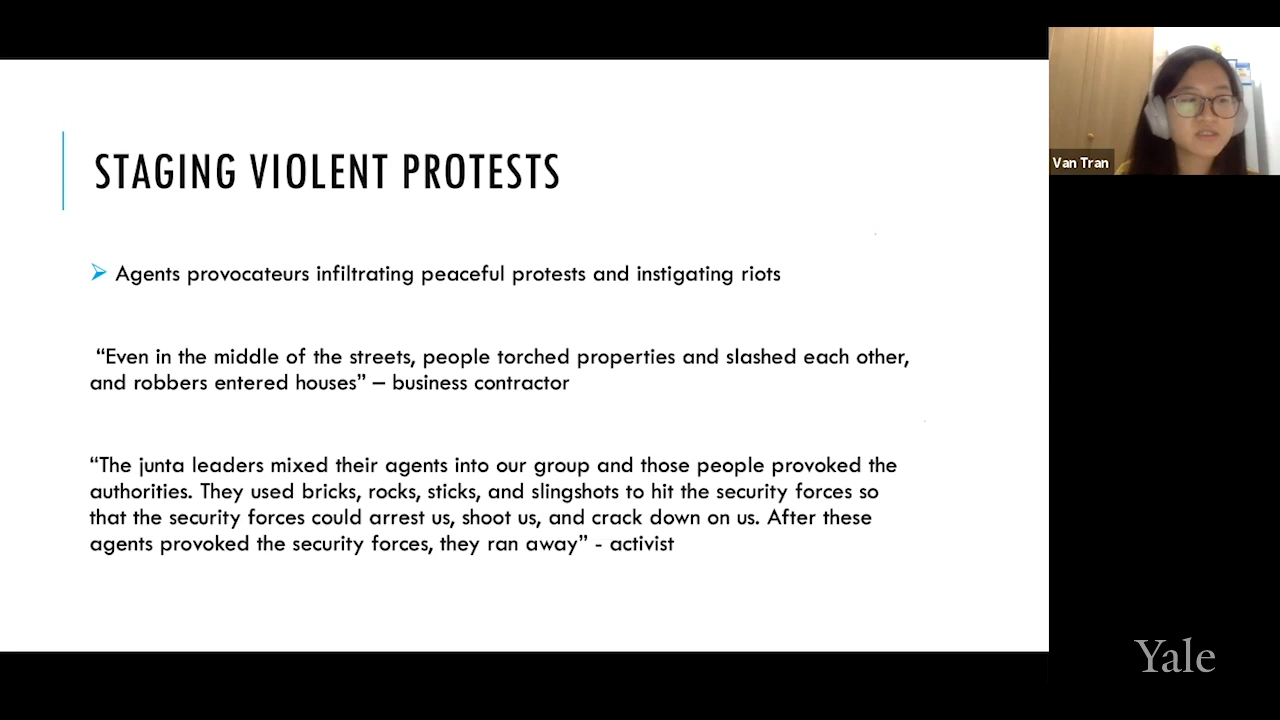 STAGING VIOLENT PROTESTS
Agents provocateurs infiltrating peaceful protests and instigating riots
“Even in the middle of the streets, people torched properties and slashed each other,
and robbers entered houses” – business contractor
“The junta leaders mixed their agents into our group and those people provoked the
authorities. They used bricks, rocks, sticks, and slingshots to hit the security forces so
that the security forces could arrest us, shoot us, and crack down on us. After these
agents provoked the security forces, they ran away” - activist
Van Tran
Yale